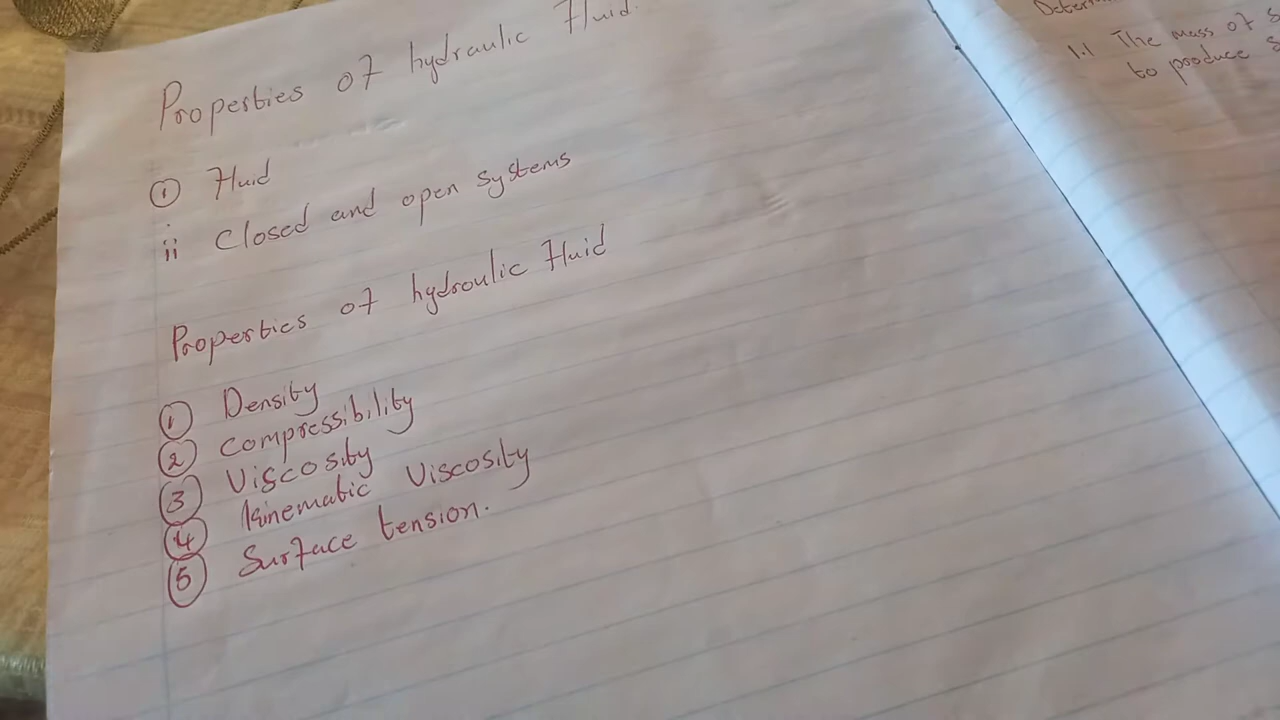 Properties of hydraulic Fluid.
① Fluid
ii Closed and open systems
Properties of hydraulic Fluid
① Density
② Compressibility
③ Viscosity
④ Kinematic Viscosity
⑤ Surface tension.
1.1 The mass of
to produce